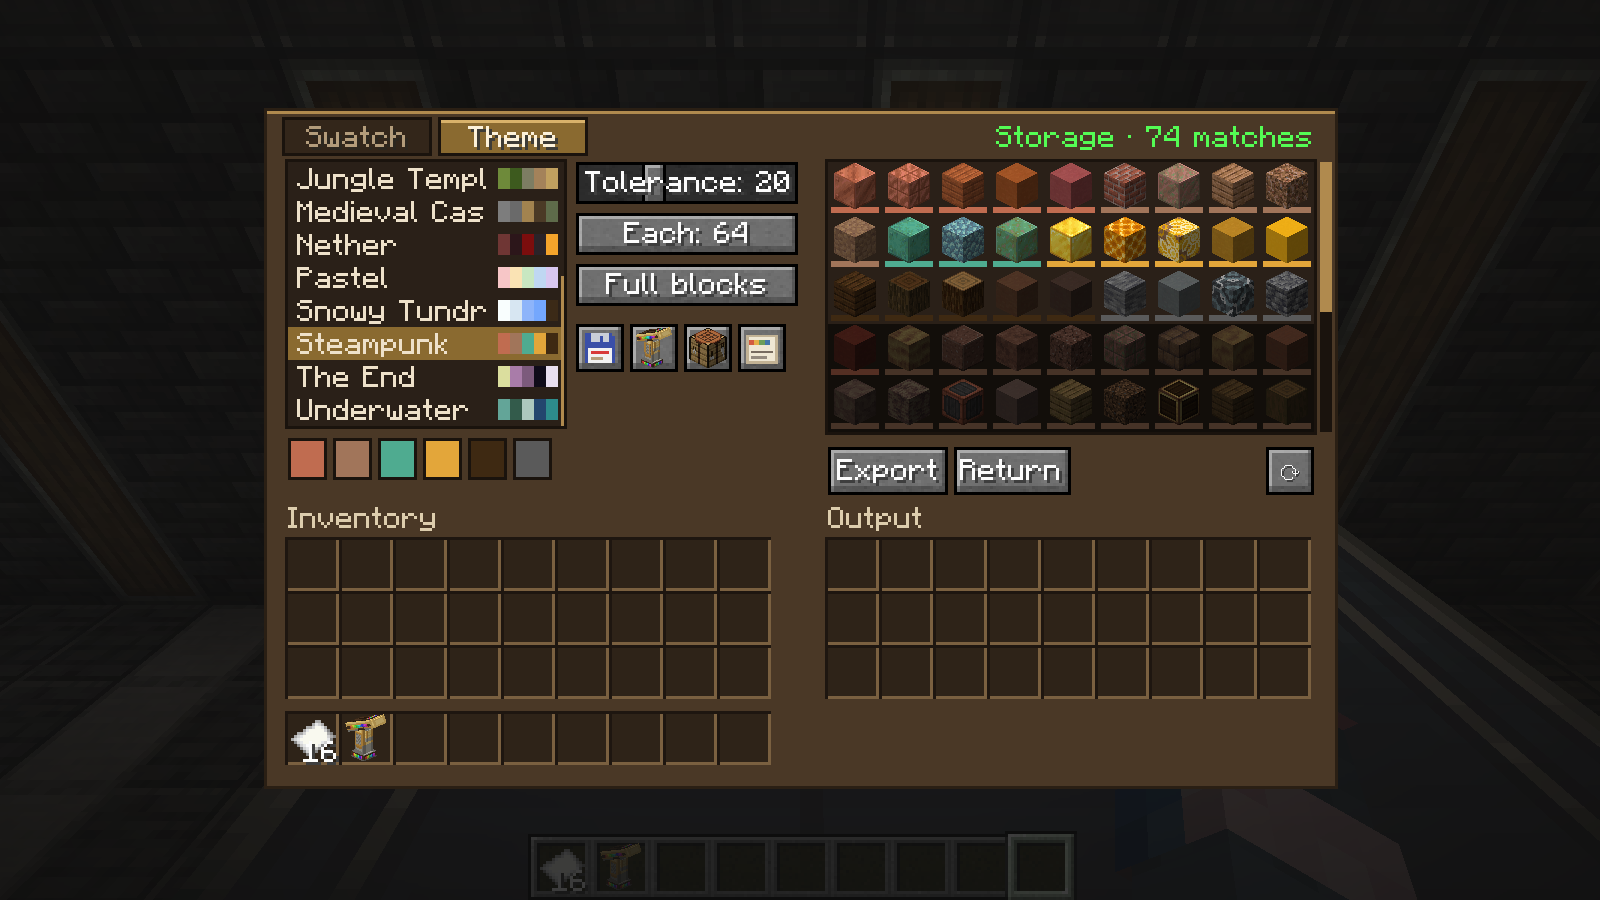 Swatch
Theme
Storage · 74 matches
Jungle Templ
Medieval Cas
Nether
Pastel
Snowy Tundr
Steampunk
The End
Underwater
Tolerance: 20
Each: 64
Full blocks
Export
Return
Inventory
Output
16
16